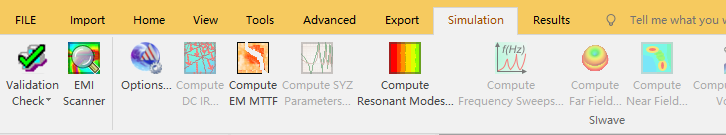 FILE Import Home View Tools Advanced Export Simulation Results Tell me what you w
Validation Check
EMI Scanner
Options...
Compute DC IR...
Compute EM MTTF
Compute SYZ Parameters...
Compute Resonant Modes...
f(Hz)
Compute Frequency Sweeps...
Compute Far Field...
Compute Near Field...
SIwave